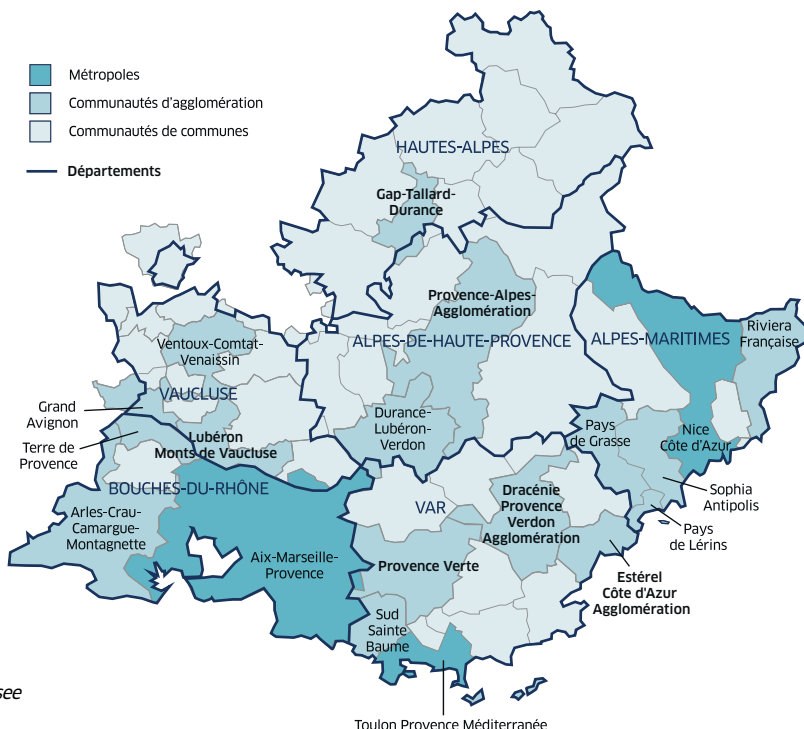 Métropoles
Communautés d'agglomération
Communautés de communes
Départements
HAUTES-ALPES
Gap-Tallard-
Durance
Provence-Alpes-
Agglomération
ALPES-DE-HAUTE-PROVENCE
ALPES-MARITIMES
Riviera
Française
Ventoux-Comtat-
Venaissin
VAUCLUSE
Grand
Avignon
Terre de
Provence
Lubéron
Monts de Vaucluse
Durance-
Lubéron-
Verdon
Pays
de Grasse
Nice
Côte d'Azur
Sophia
Antipolis
Pays
de Lérins
BOUCHES-DU-RHÔNE
Arles-Crau-
Camargue-
Montagnette
Aix-Marseille-
Provence
VAR
Dracénie
Provence
Verdon
Agglomération
Provence Verte
Estérel
Côte d'Azur
Agglomération
Sud
Sainte
Baume
see
Toulon Provence Méditerranée